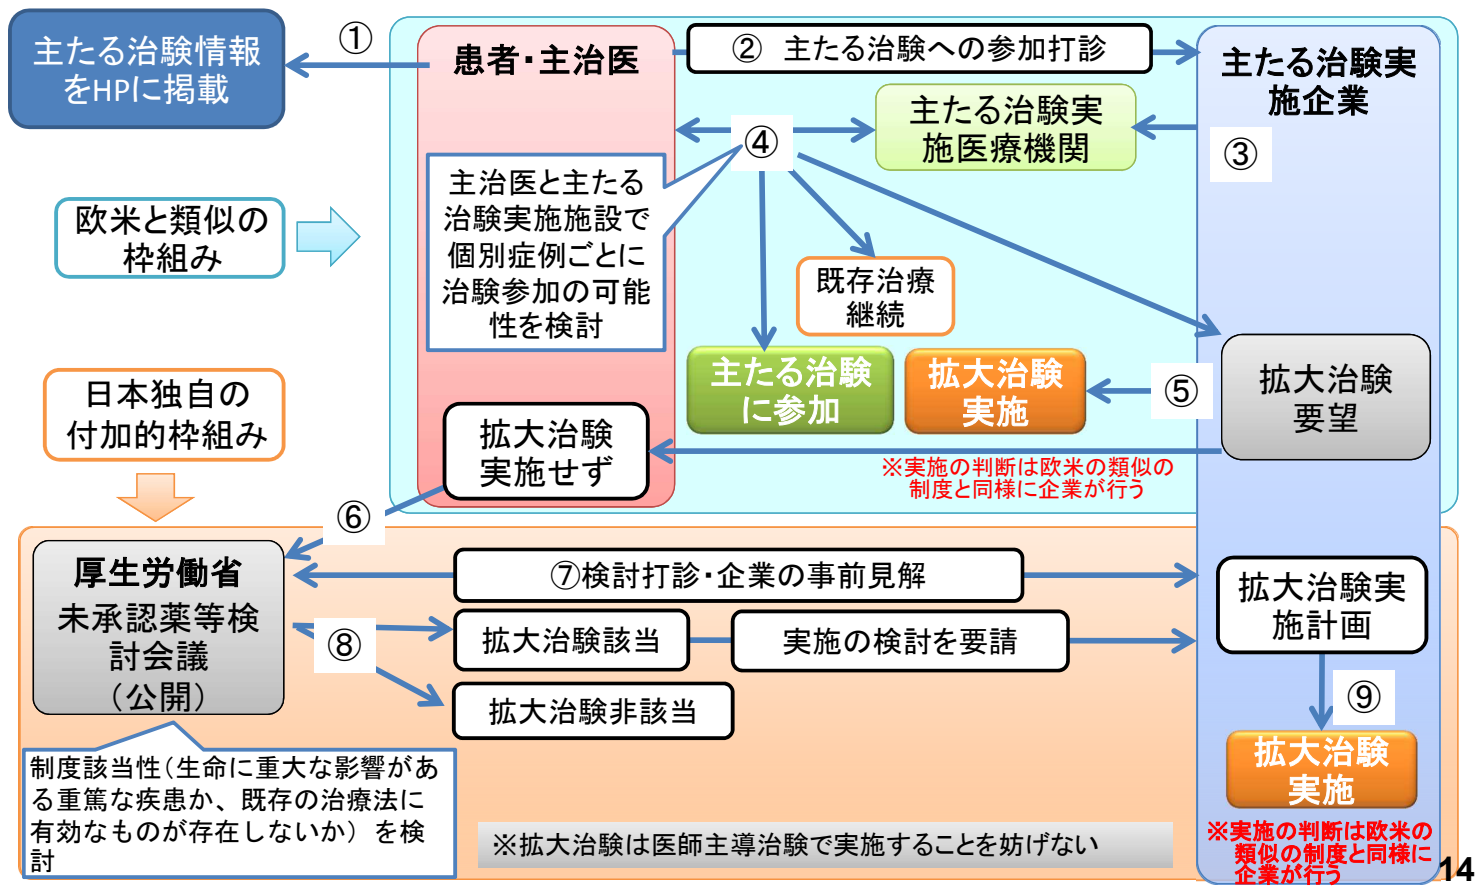 主たる治験情報
をHPに掲載
①
患者・主治医
② 主たる治験への参加打診
主たる治験実
施企業
主たる治験実
施医療機関
③
④
主治医と主たる
治験実施施設で
個別症例ごとに
治験参加の可能
性を検討
欧米と類似の
枠組み
既存治療
継続
主たる治験
に参加
拡大治験
実施
⑤
拡大治験
要望
日本独自の
付加的枠組み
拡大治験
実施せず
※実施の判断は欧米の類似の
制度と同様に企業が行う
⑥
厚生労働省
未承認薬等検
討会議
（公開）
⑦検討打診・企業の事前見解
拡大治験実
施計画
⑧
拡大治験該当
実施の検討を要請
拡大治験非該当
⑨
拡大治験
実施
制度該当性（生命に重大な影響があ
る重篤な疾患か、既存の治療法に
有効なものが存在しないか）を検
討
※拡大治験は医師主導治験で実施することを妨げない
※実施の判断は欧米の
類似の制度と同様に
企業が行う
14